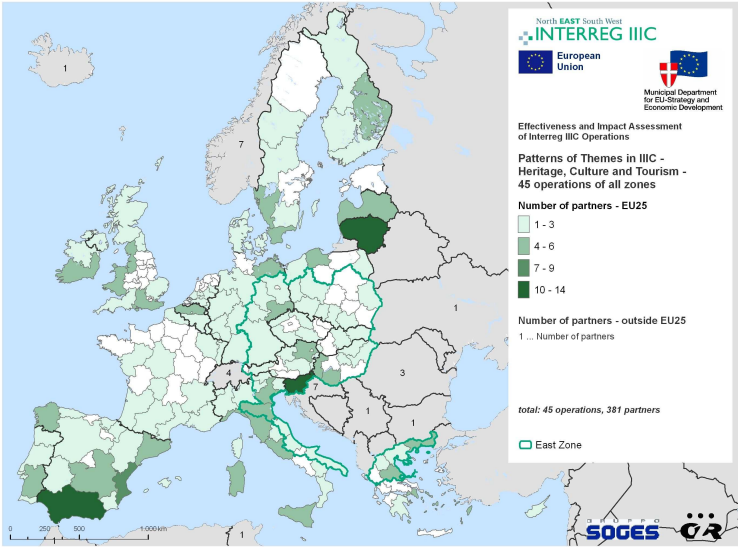 North EAST South West
INTERREG IIIC
European
Union
Municipal Department
for EU-Strategy and
Economic Development
Effectiveness and Impact Assessment
of Interreg IIIC Operations
Patterns of Themes in IIIC -
Heritage, Culture and Tourism -
45 operations of all zones
Number of partners - EU25
1 - 3
4 - 6
7 - 9
10 - 14
Number of partners - outside EU25
1 ... Number of partners
total: 45 operations, 381 partners
East Zone
1
7
1
4
3
7
1
1
1
0 250 500 1.000 km
GRUPPO
SOGES